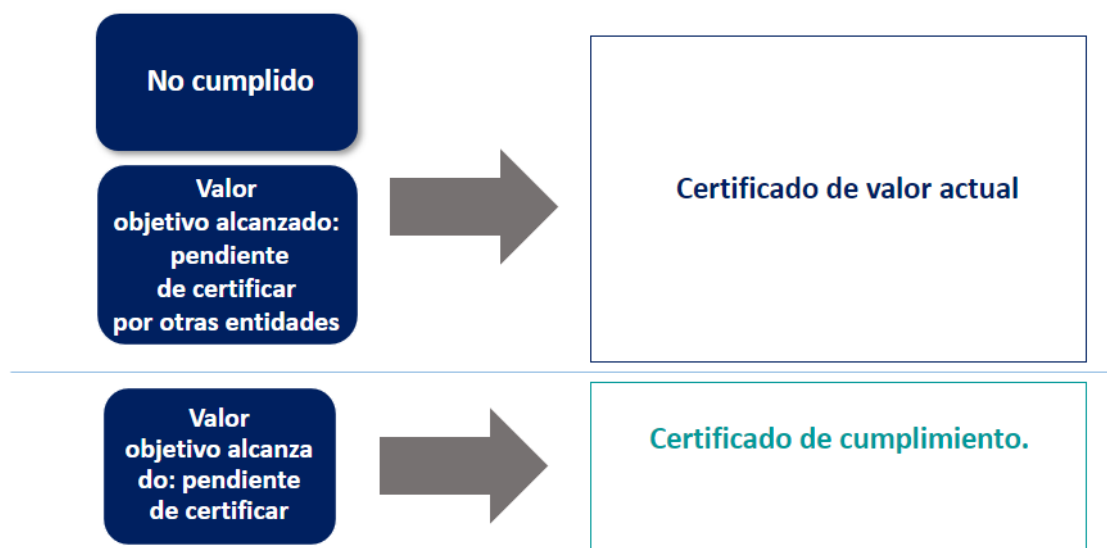 No cumplido
Valor
objetivo alcanzado:
pendiente
de certificar
por otras entidades
Certificado de valor actual
Valor
objetivo alcanza
do: pendiente
de certificar
Certificado de cumplimiento.